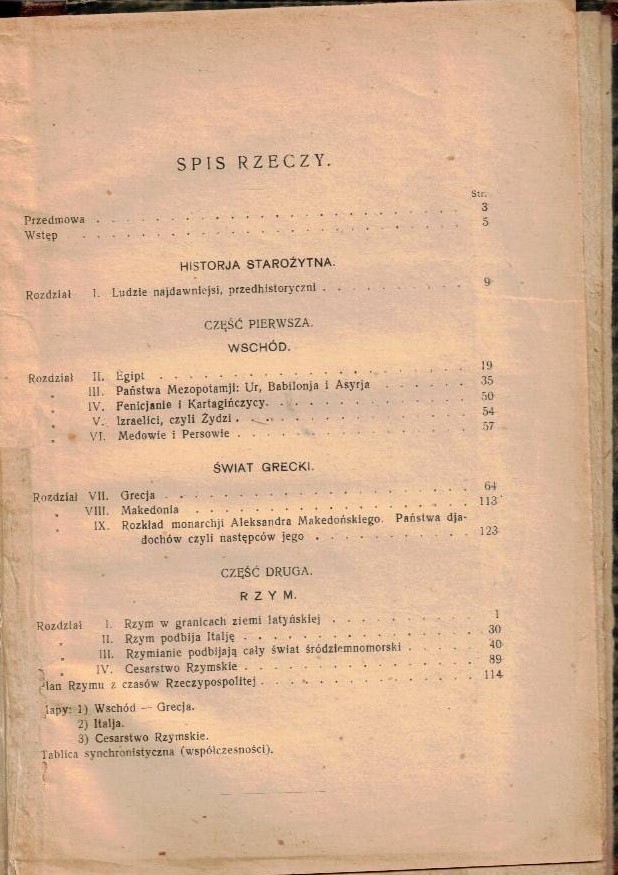 SPIS RZECZY.
Str.
Przedmowa . . . . . . . . . . . . . . . . . . . 3
Wstęp . . . . . . . . . . . . . . . . . . . 5
HISTORJA STAROŻYTNA.
Rozdział I. Ludzie najdawniejsi, przedhistoryczni . . . . . . . . 9
CZĘŚĆ PIERWSZA.
WSCHÓD.
Rozdział II. Egipt . . . . . . . . . . . . . . . . 19
„ III. Państwa Mezopotamji: Ur, Babilonja i Asyrja . . . . . . 35
„ IV. Fenicjanie i Kartagińczycy. . . . . . . . . . . 50
„ V. Izraelici, czyli Żydzi . . . . . . . . . . . . 54
„ VI. Medowie i Persowie . . . . . . . . . . . . 57
ŚWIAT GRECKI.
Rozdział VII. Grecja . . . . . . . . . . . . . . . . 64
„ VIII. Makedonia . . . . . . . . . . . . . . . 113
„ IX. Rozkład monarchji Aleksandra Makedońskiego. Państwa dja-
dochów czyli następców jego . . . . . . . . . 123
CZĘŚĆ DRUGA.
RZYM.
Rozdział I. Rzym w granicach ziemi latyńskiej . . . . . . . . 1
„ II. Rzym podbija Italję . . . . . . . . . . . . 30
„ III. Rzymianie podbijają cały świat śródziemnomorski . . . . 40
„ IV. Cesarstwo Rzymskie . . . . . . . . . . . . 89
Plan Rzymu z czasów Rzeczypospolitej . . . . . . . . . . . 114
Mapy: 1) Wschód — Grecja.
2) Italja.
3) Cesarstwo Rzymskie.
Tablica synchronistyczna (współczesności).